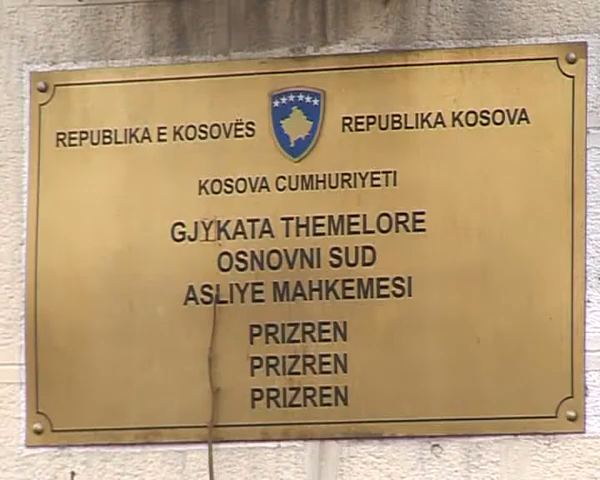 REPUBLIKA E KOSOVËS REPUBLIKA KOSOVA
KOSOVA CUMHURIYETI
GJYKATA THEMELORE
OSNOVNI SUD
ASLIYE MAHKEMESI
PRIZREN
PRIZREN
PRIZREN